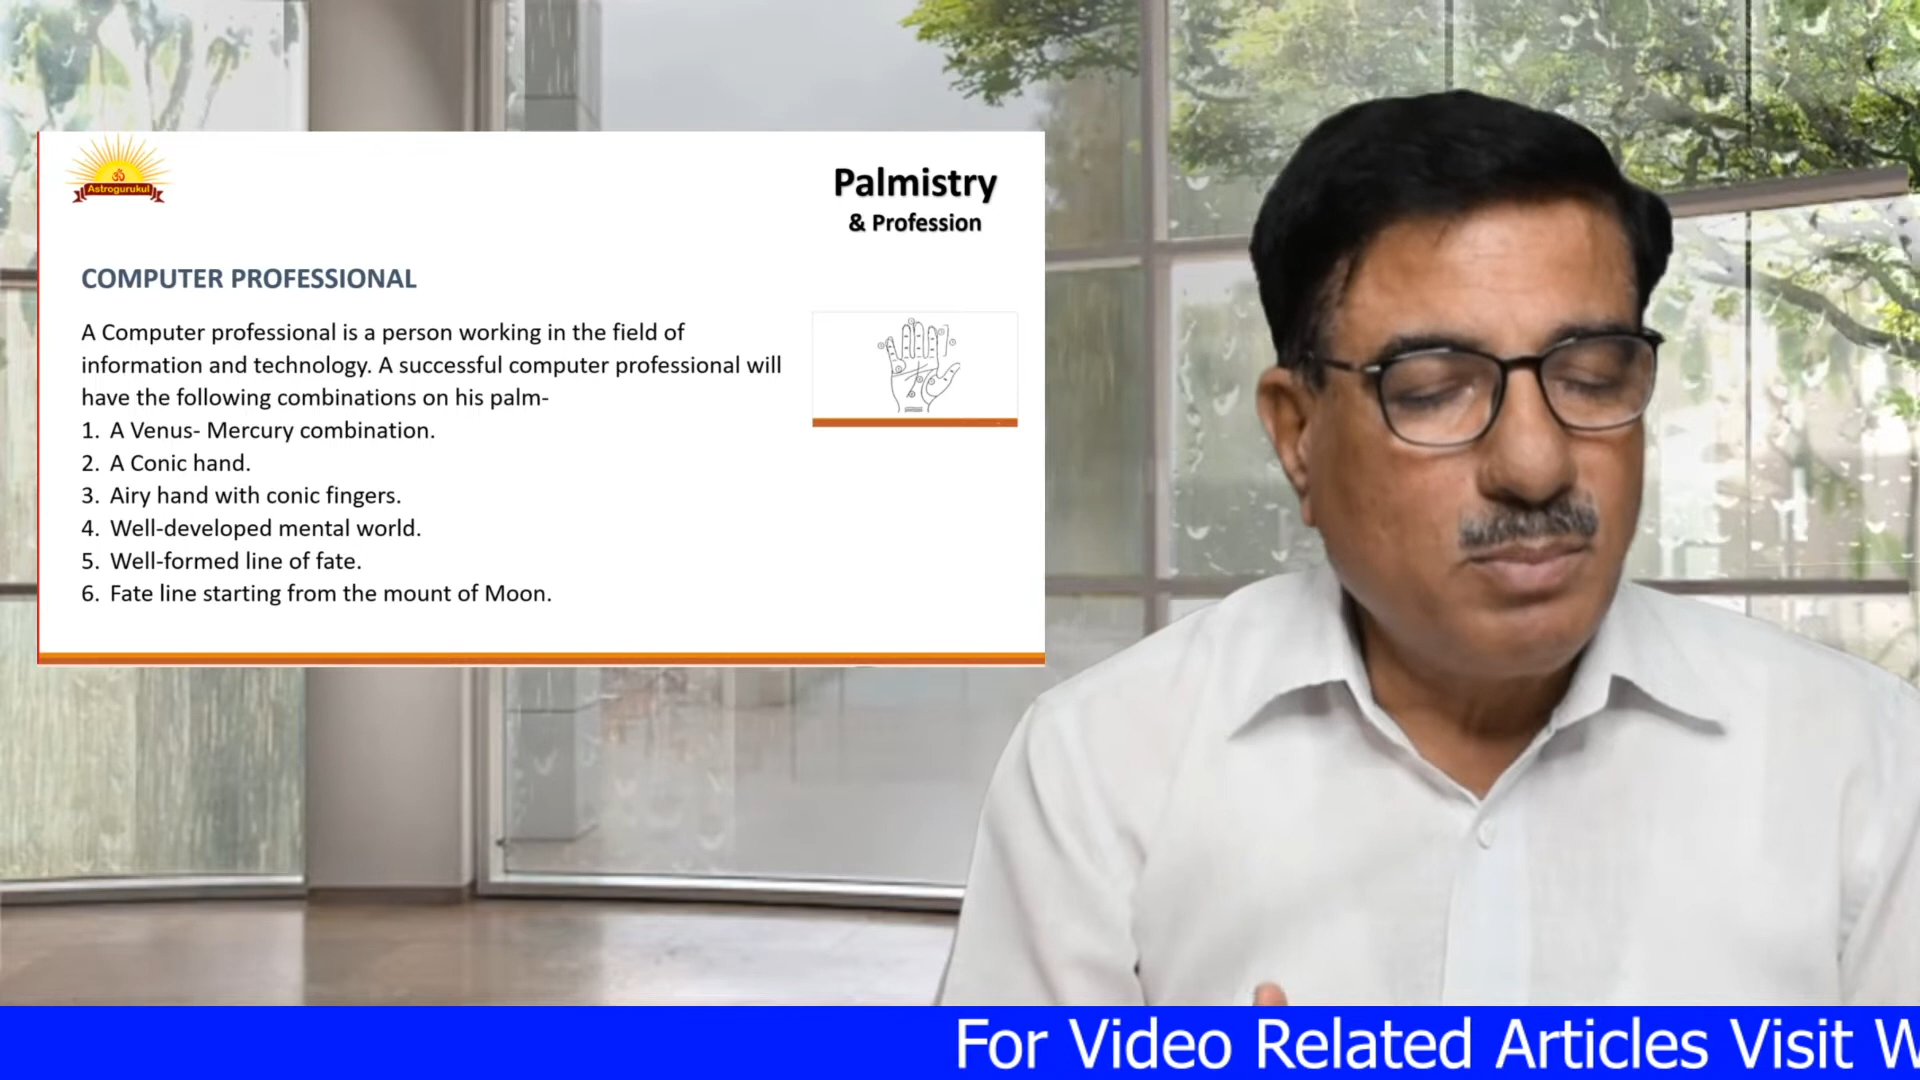 ॐ
Astrogurukul
Palmistry
& Profession
COMPUTER PROFESSIONAL
A Computer professional is a person working in the field of
information and technology. A successful computer professional will
have the following combinations on his palm-
1. A Venus- Mercury combination.
2. A Conic hand.
3. Airy hand with conic fingers.
4. Well-developed mental world.
5. Well-formed line of fate.
6. Fate line starting from the mount of Moon.
For Video Related Articles Visit W